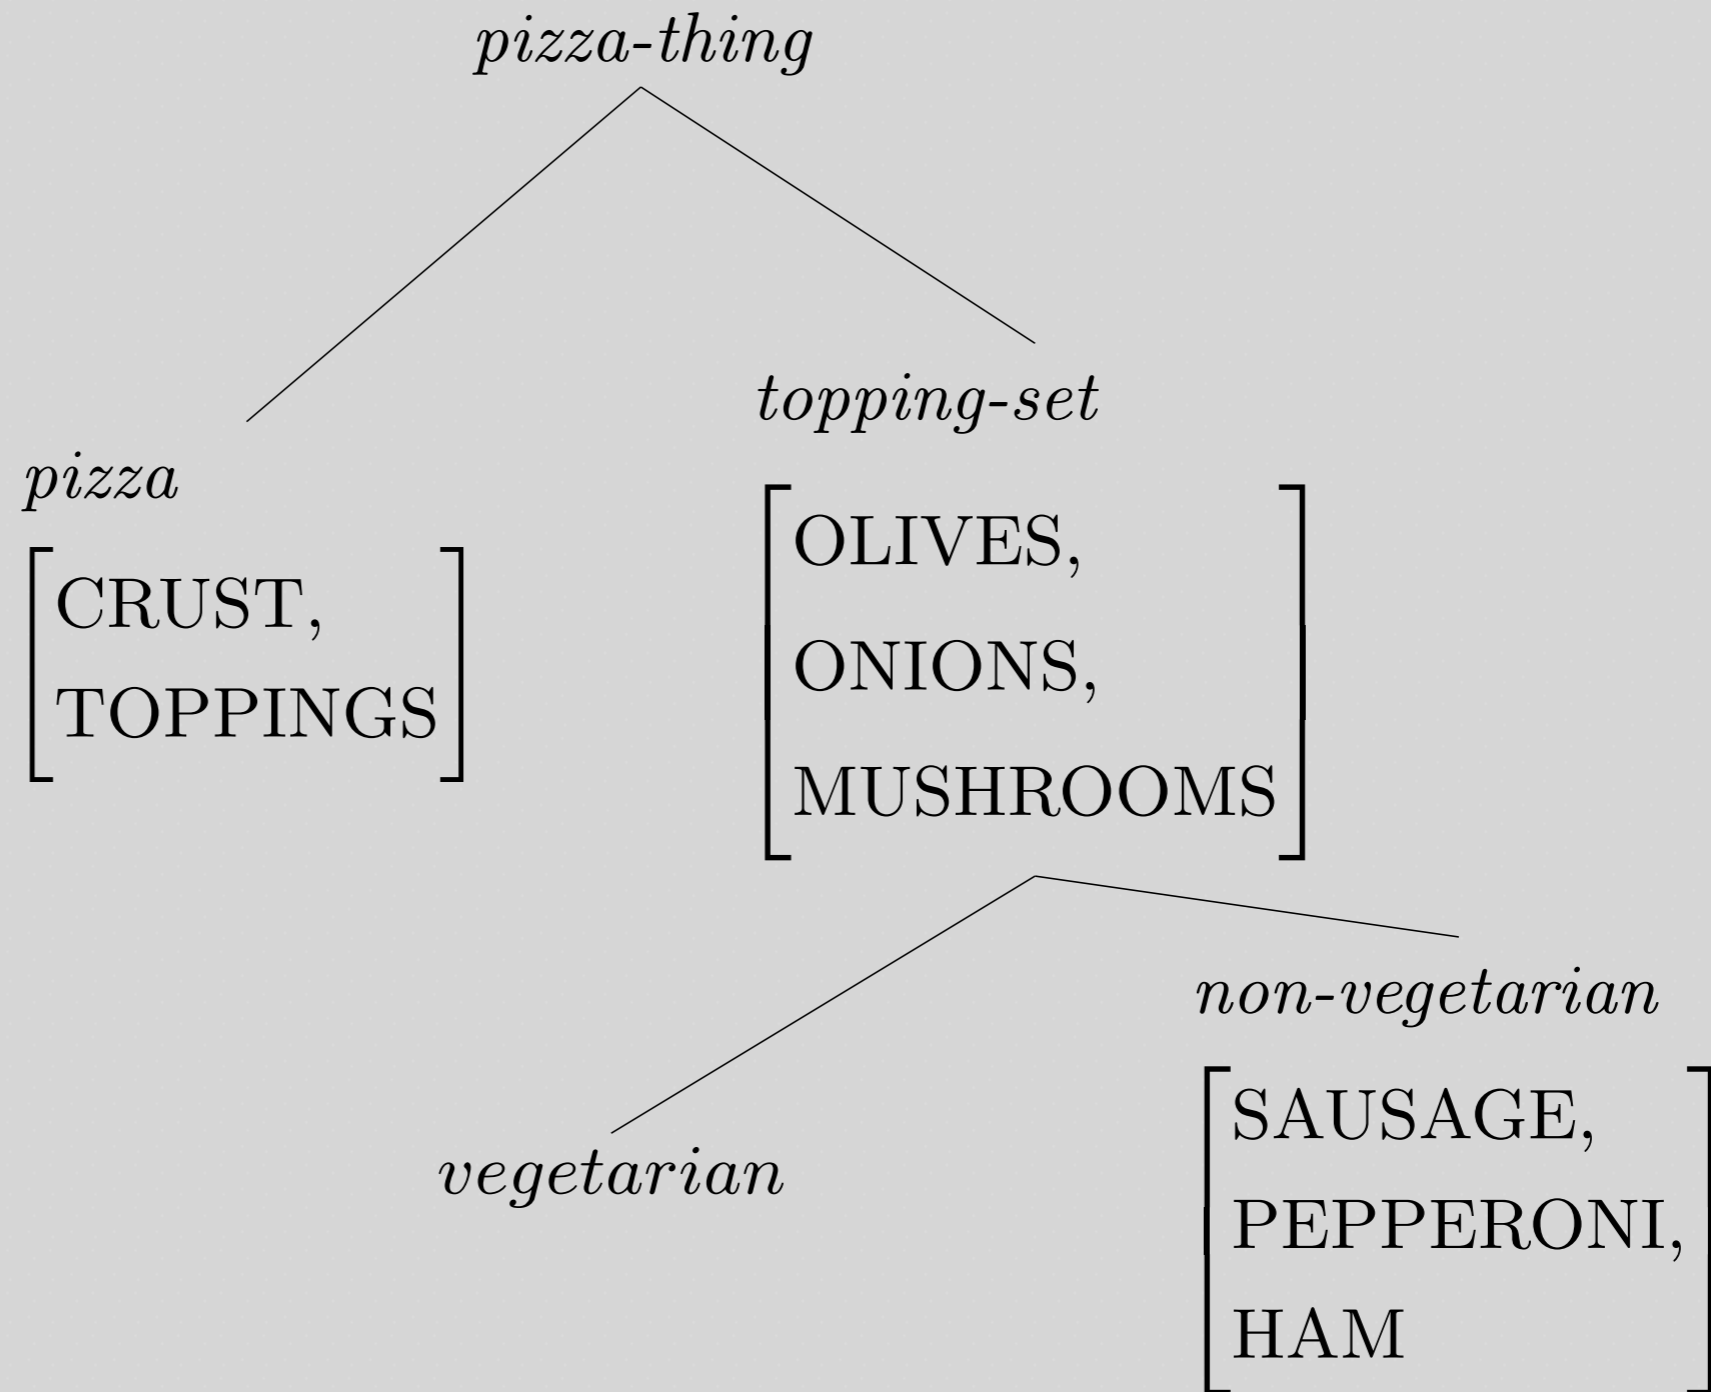 pizza-thing
topping-set
pizza
OLIVES,
CRUST,
ONIONS,
TOPPINGS
MUSHROOMS
non-vegetarian
SAUSAGE,
vegetarian
PEPPERONI,
HAM